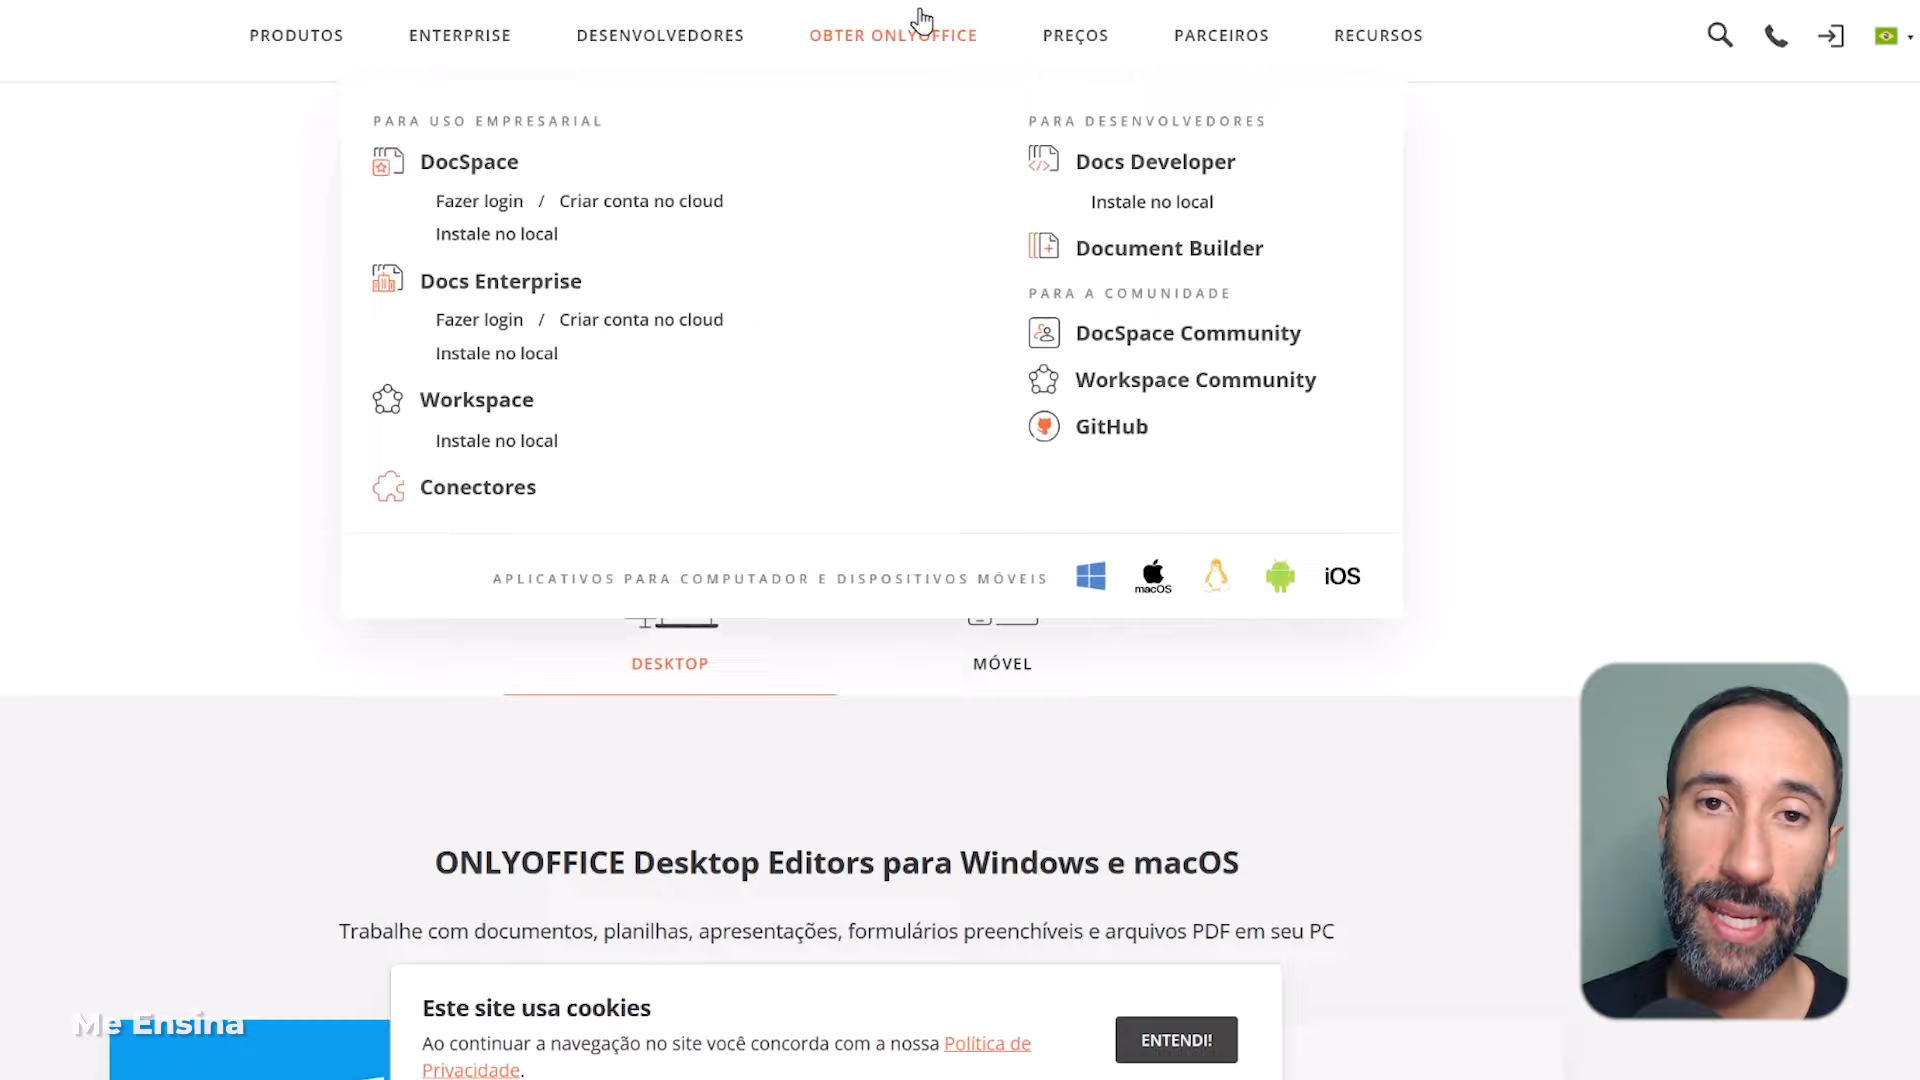 PRODUTOS ENTERPRISE DESENVOLVEDORES OBTER ONLYOFFICE PREÇOS PARCEIROS RECURSOS
PARA USO EMPRESARIAL
DocSpace
Fazer login / Criar conta no cloud
Instale no local
Docs Enterprise
Fazer login / Criar conta no cloud
Instale no local
Workspace
Instale no local
Conectores
PARA DESENVOLVEDORES
Docs Developer
Instale no local
Document Builder
PARA A COMUNIDADE
DocSpace Community
Workspace Community
GitHub
APLICATIVOS PARA COMPUTADOR E DISPOSITIVOS MÓVEIS macOS iOS
DESKTOP MÓVEL
ONLYOFFICE Desktop Editors para Windows e macOS
Trabalhe com documentos, planilhas, apresentações, formulários preenchíveis e arquivos PDF em seu PC
Este site usa cookies
Ao continuar a navegação no site você concorda com a nossa Política de
Privacidade.
ENTENDI!
Me Ensina